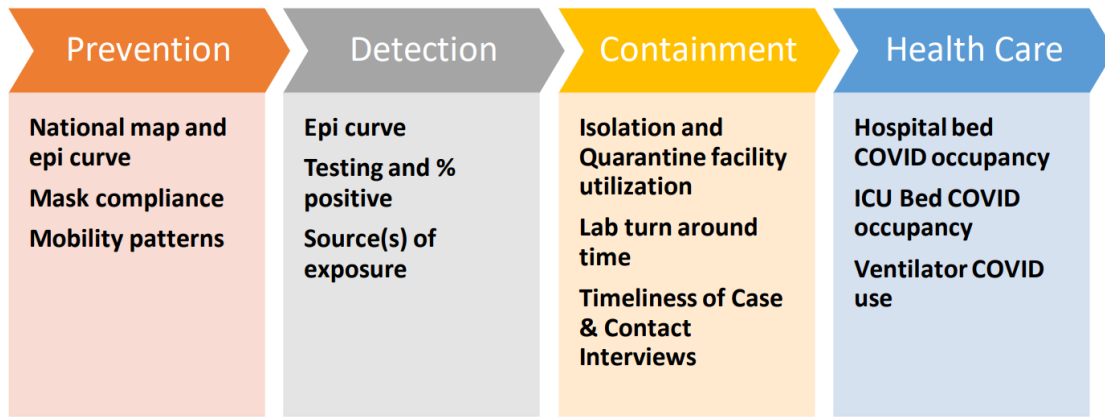 Prevention
National map and
epi curve
Mask compliance
Mobility patterns
Detection
Epi curve
Testing and %
positive
Source(s) of
exposure
Containment
Isolation and
Quarantine facility
utilization
Lab turn around
time
Timeliness of Case
& Contact
Interviews
Health Care
Hospital bed
COVID occupancy
ICU Bed COVID
occupancy
Ventilator COVID
use